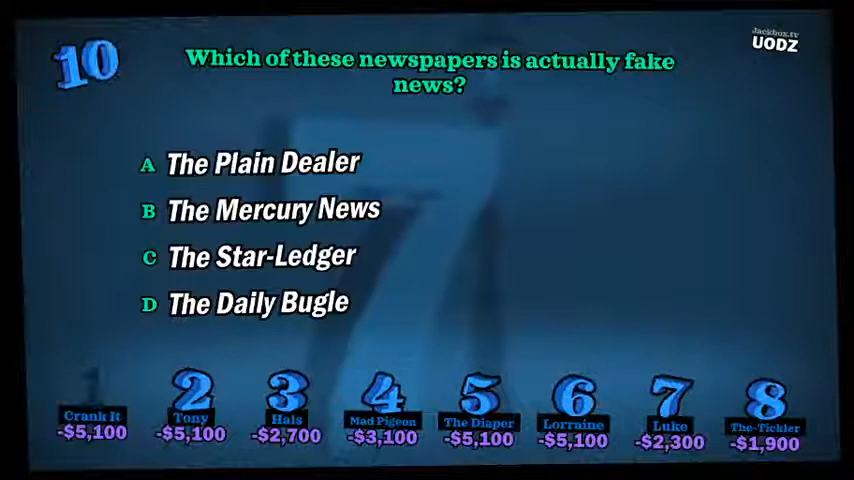 10
Which of these newspapers is actually fake
news?
Jackbox.tv
UODZ
A The Plain Dealer
B The Mercury News
C The Star-Ledger
D The Daily Bugle
7
1 2 3 4 5 6 7 8
Crank It Tony Hals Mad Pigeon The Diaper Lorraine Luke The-Tickler
-$5,100 -$5,100 -$2,700 -$3,100 -$5,100 -$5,100 -$2,300 -$1,900